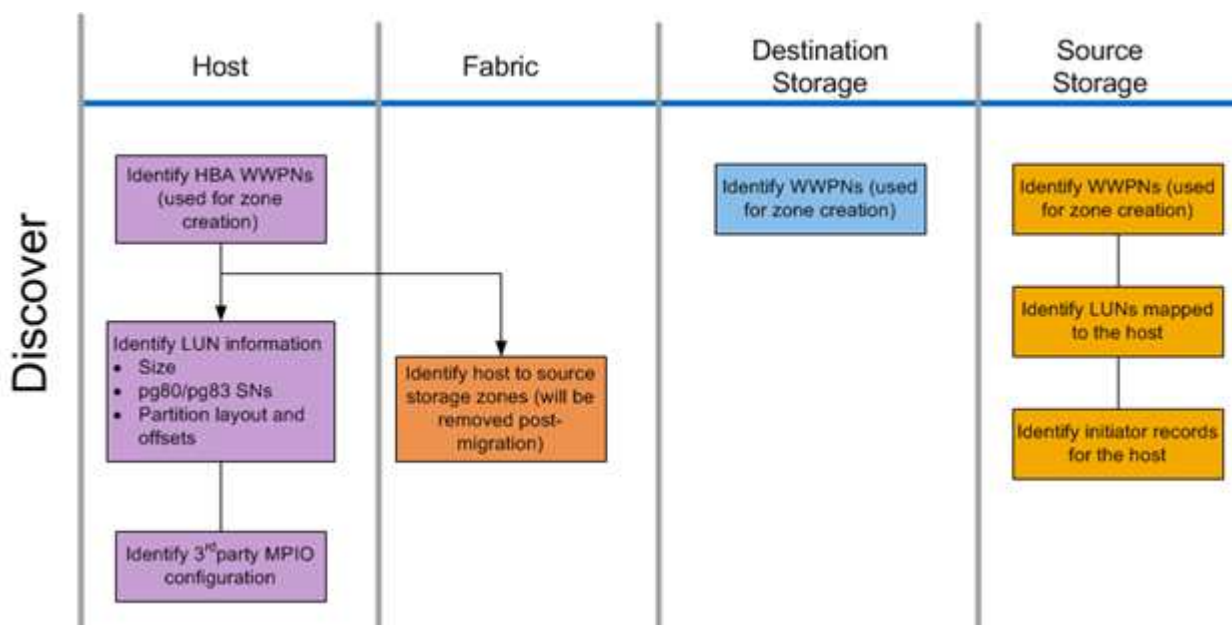 Host
Fabric
Destination
Storage
Source
Storage
Discover
Identify HBA WWPNs
(used for zone
creation)
Identify LUN information
• Size
• pg80/pg83 SNs
• Partition layout and
offsets
Identify 3rd party MPIO
configuration
Identify host to source
storage zones (will be
removed post-
migration)
Identify WWPNs (used
for zone creation)
Identify WWPNs (used
for zone creation)
Identify LUNs mapped
to the host
Identify initiator records
for the host